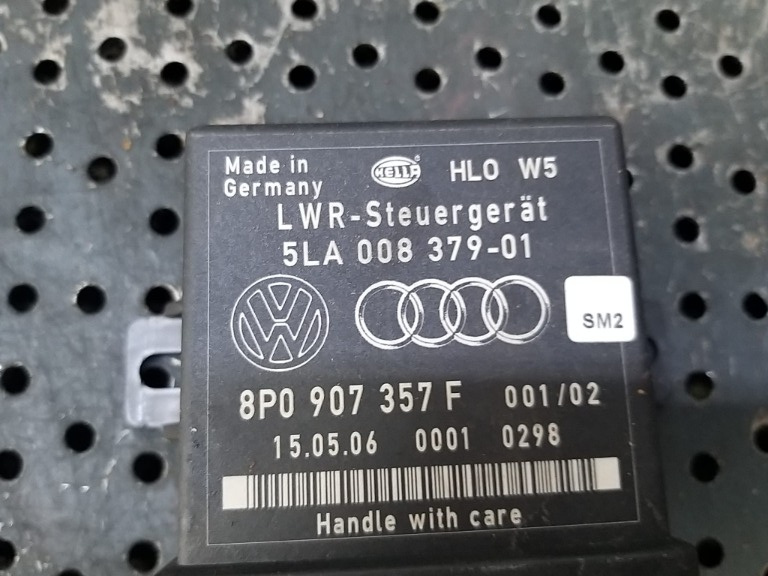 Made in
Germany
HELLA
HLO W5
LWR-Steuergerät
5LA 008 379-01
VW
SM2
8P0 907 357 F 001/02
15.05.06 0001 0298
Handle with care